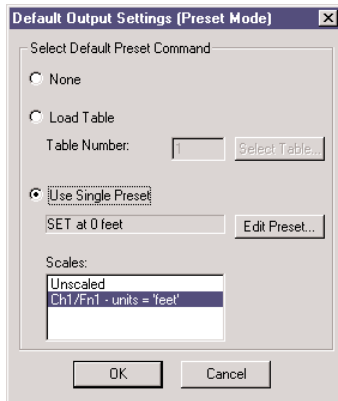 Default Output Settings (Preset Mode)
Select Default Preset Command
None
Load Table
Table Number:
1
Select Table...
Use Single Preset
SET at 0 feet
Edit Preset...
Scales:
Unscaled
Ch1/Fn1 - units = 'feet'
OK
Cancel